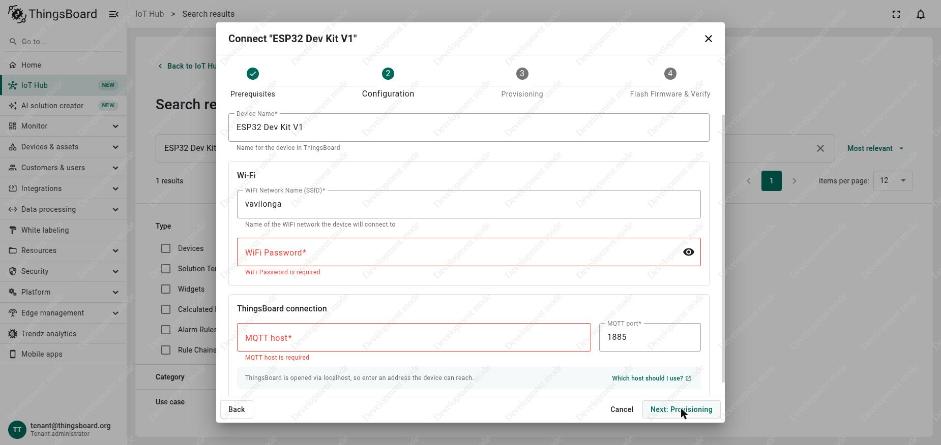 ThingsBoard
IoT Hub > Search results
Go to...
Home
IoT Hub NEW
AI solution creator NEW
Monitor
Devices & assets
Customers & users
Integrations
Data processing
White labeling
Resources
Security
Platform
Edge management
Trendz analytics
Mobile apps
TT
tenant@thingsboard.org
Tenant administrator
Back to IoT Hu
Search re
ESP32 Dev Kit
Most relevant
1 results
1
Items per page: 12
Type
Devices
Solution Te
Widgets
Calculated
Alarm Rules
Rule Chains
Category
Use case
Connect "ESP32 Dev Kit V1"
2 3 4
Prerequisites Configuration Provisioning Flash Firmware & Verify
Device Name*
ESP32 Dev Kit V1
Name for the device in ThingsBoard
Wi-Fi
WiFi Network Name (SSID)*
vavilonga
Name of the WiFi network the device will connect to
WiFi Password*
WiFi Password is required
ThingsBoard connection
MQTT host*
MQTT host is required
MQTT port*
1885
ThingsBoard is opened via localhost, so enter an address the device can reach.
Which host should I use?
Back
Cancel
Next: Provisioning
Development mode